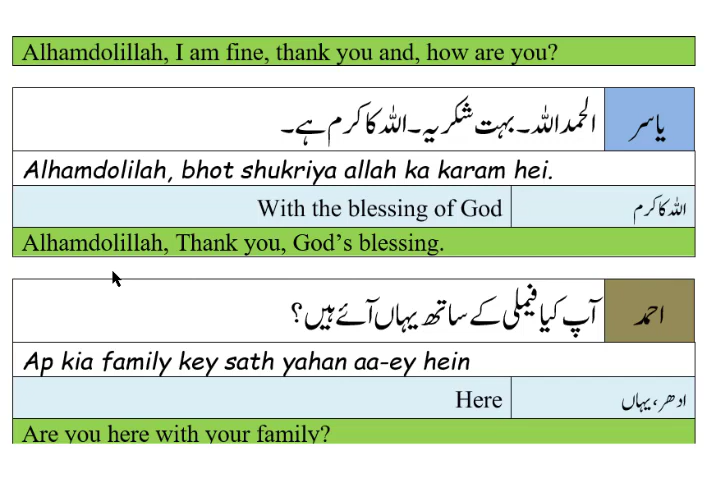 Alhamdolillah, I am fine, thank you and, how are you?
یاسر
الحمداللہ۔بہت شکریہ۔اللہ کا کرم ہے۔
Alhamdolilah, bhot shukriya allah ka karam hei.
اللہ کا کرم
With the blessing of God
Alhamdolillah, Thank you, God's blessing.
احمد
آپ کیا فیملی کے ساتھ یہاں آئے ہیں؟
Ap kia family key sath yahan aa-ey hein
ادھر، یہاں
Here
Are you here with your family?